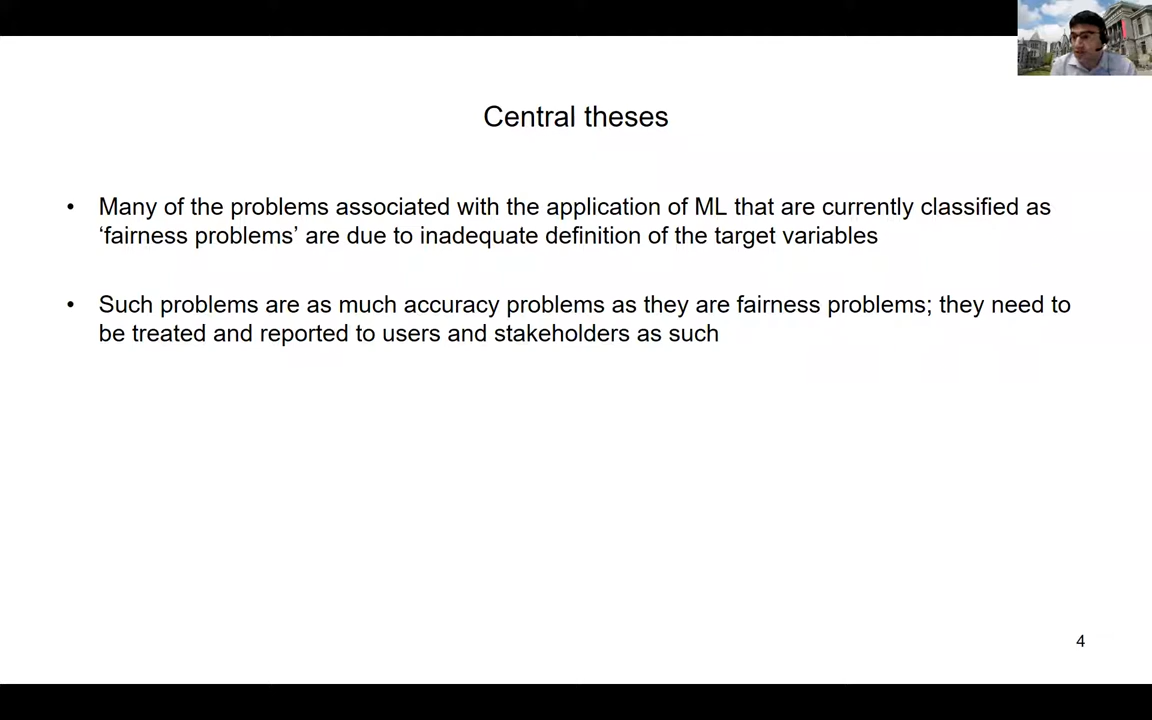 Central theses
• Many of the problems associated with the application of ML that are currently classified as
‘fairness problems’ are due to inadequate definition of the target variables
• Such problems are as much accuracy problems as they are fairness problems; they need to
be treated and reported to users and stakeholders as such
4